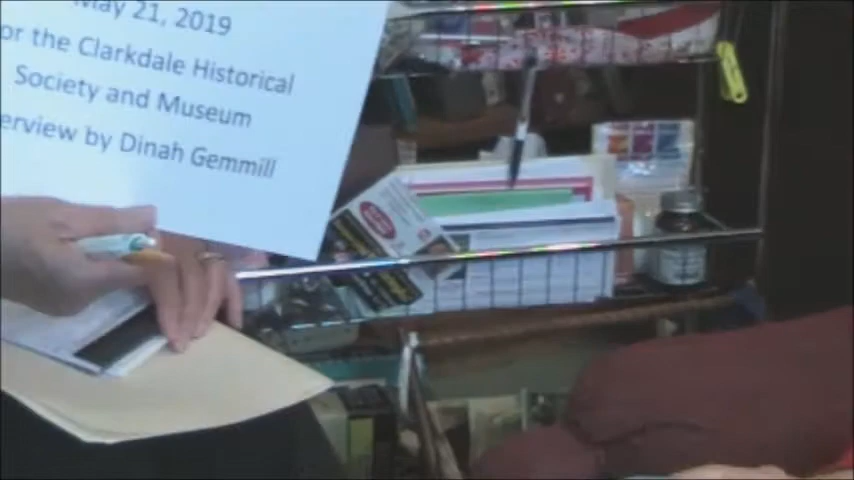 May 21, 2019
or the Clarkdale Historical
Society and Museum
erview by Dinah Gemmill